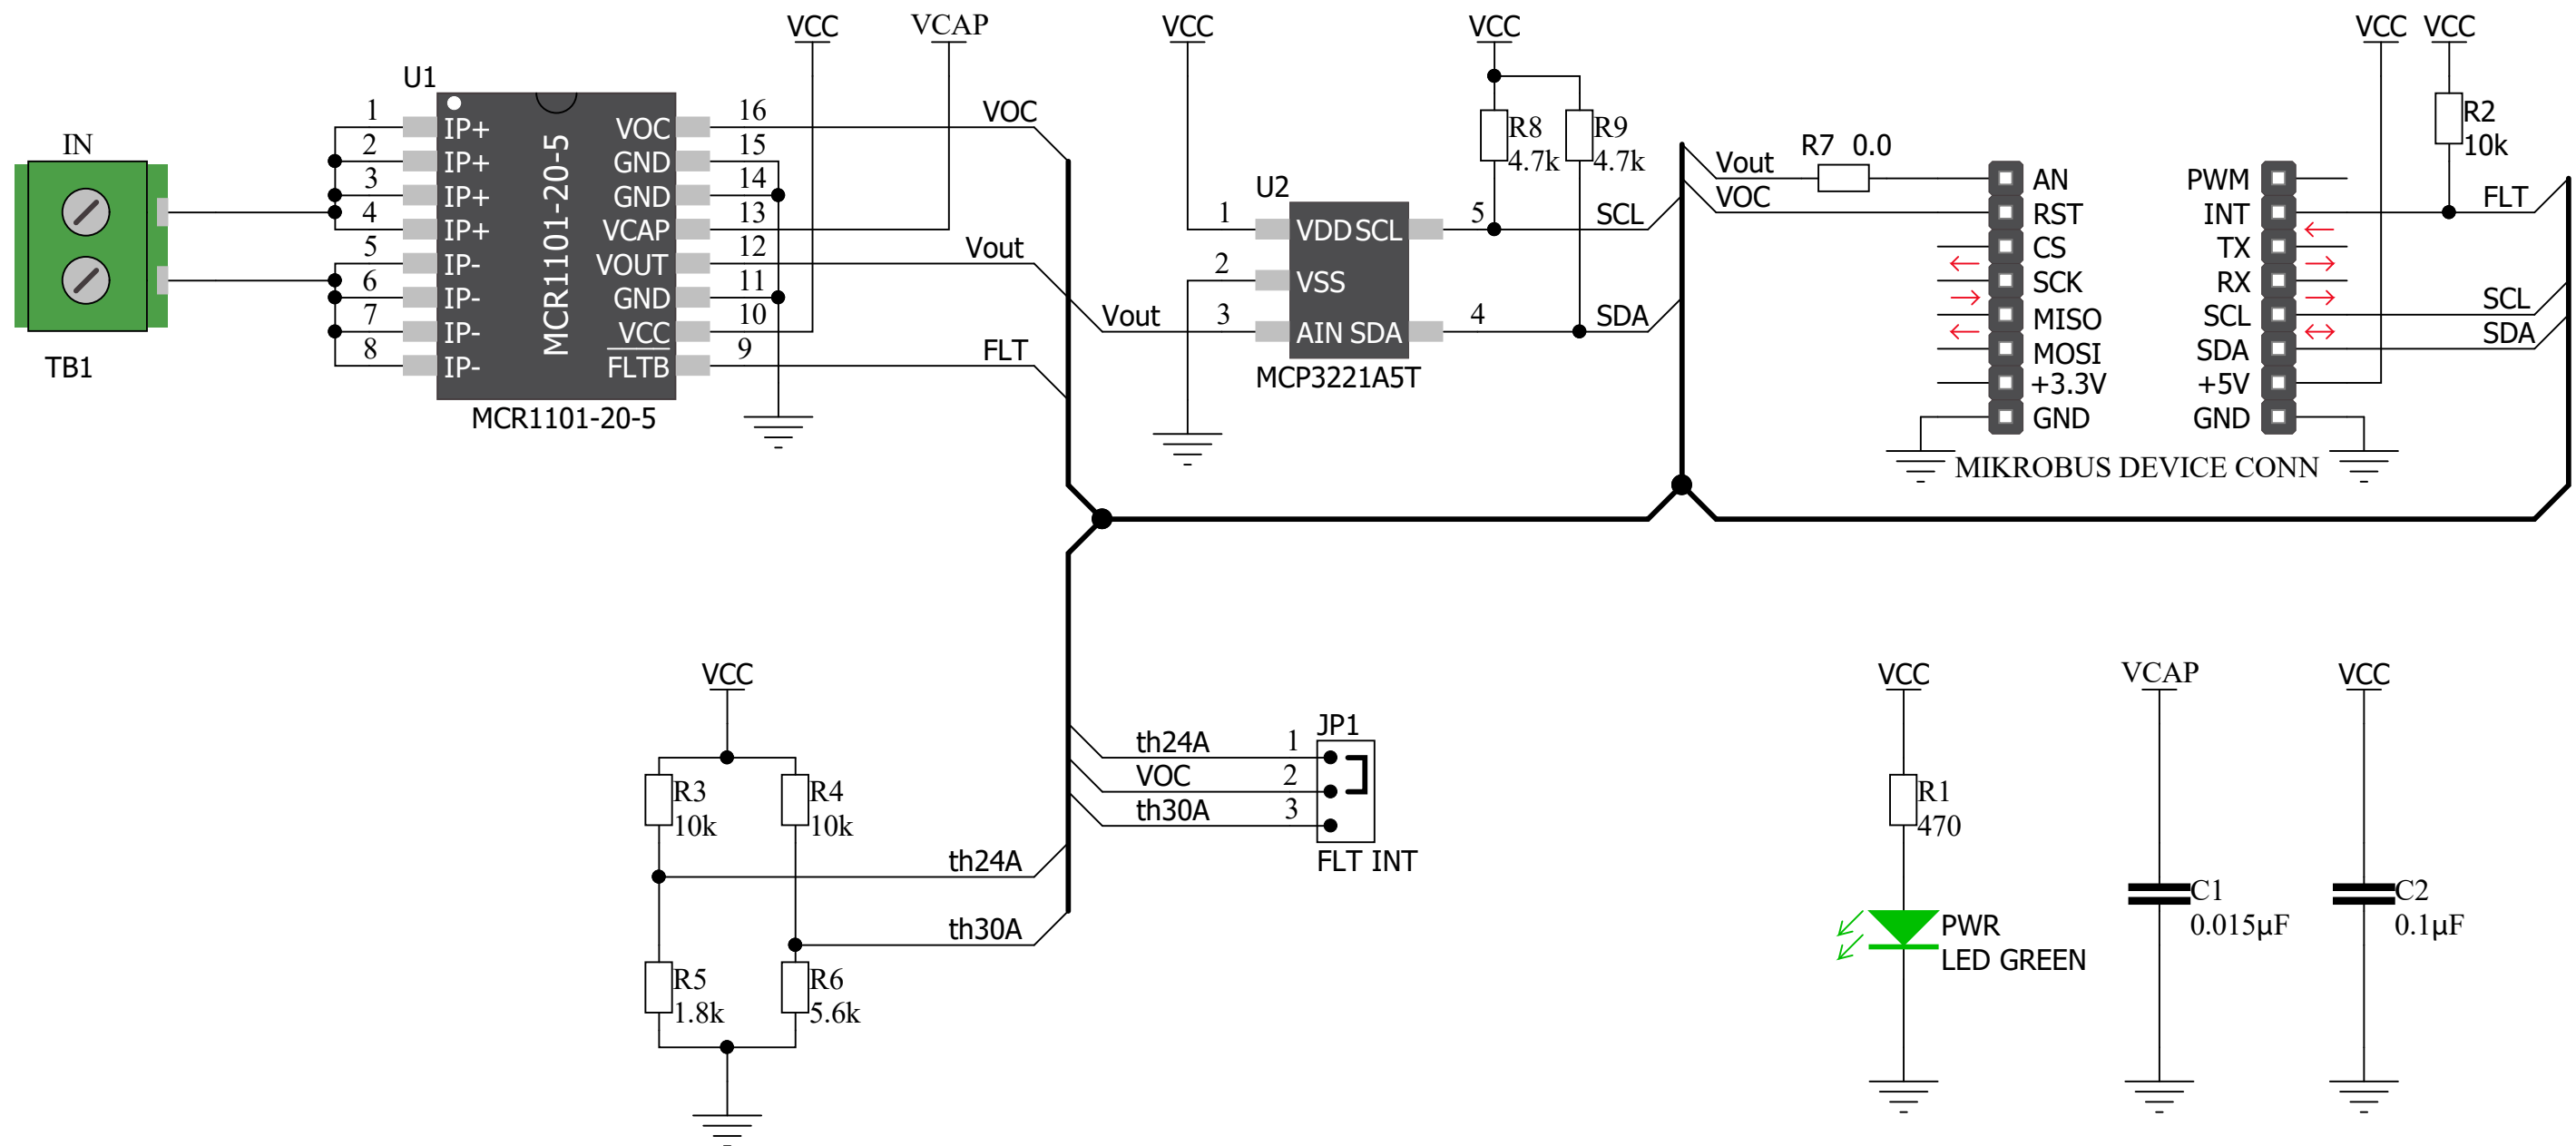 VCC
VCAP
VCC
VCC
VCC
VCC
U1
IN
TB1
1
2
3
4
5
6
7
8
IP+
IP+
IP+
IP+
IP-
IP-
IP-
IP-
MCR1101-20-5
VOC
GND
GND
VCAP
VOUT
GND
VCC
FLTB
16
15
14
13
12
11
10
9
MCR1101-20-5
VOC
Vout
FLT
Vout
U2
1
2
3
VDD
VSS
AIN
SCL
SDA
5
4
MCP3221A5T
R8
4.7k
R9
4.7k
SCL
SDA
Vout
VOC
R7 0.0
AN
RST
CS
SCK
MISO
MOSI
+3.3V
GND
PWM
INT
TX
RX
SCL
SDA
+5V
GND
MIKROBUS DEVICE CONN
R2
10k
FLT
SCL
SDA
VCC
R3
10k
R4
10k
th24A
th30A
R5
1.8k
R6
5.6k
JP1
th24A 1
VOC 2
th30A 3
FLT INT
VCC
R1
470
PWR
LED GREEN
VCAP
C1
0.015µF
VCC
C2
0.1µF